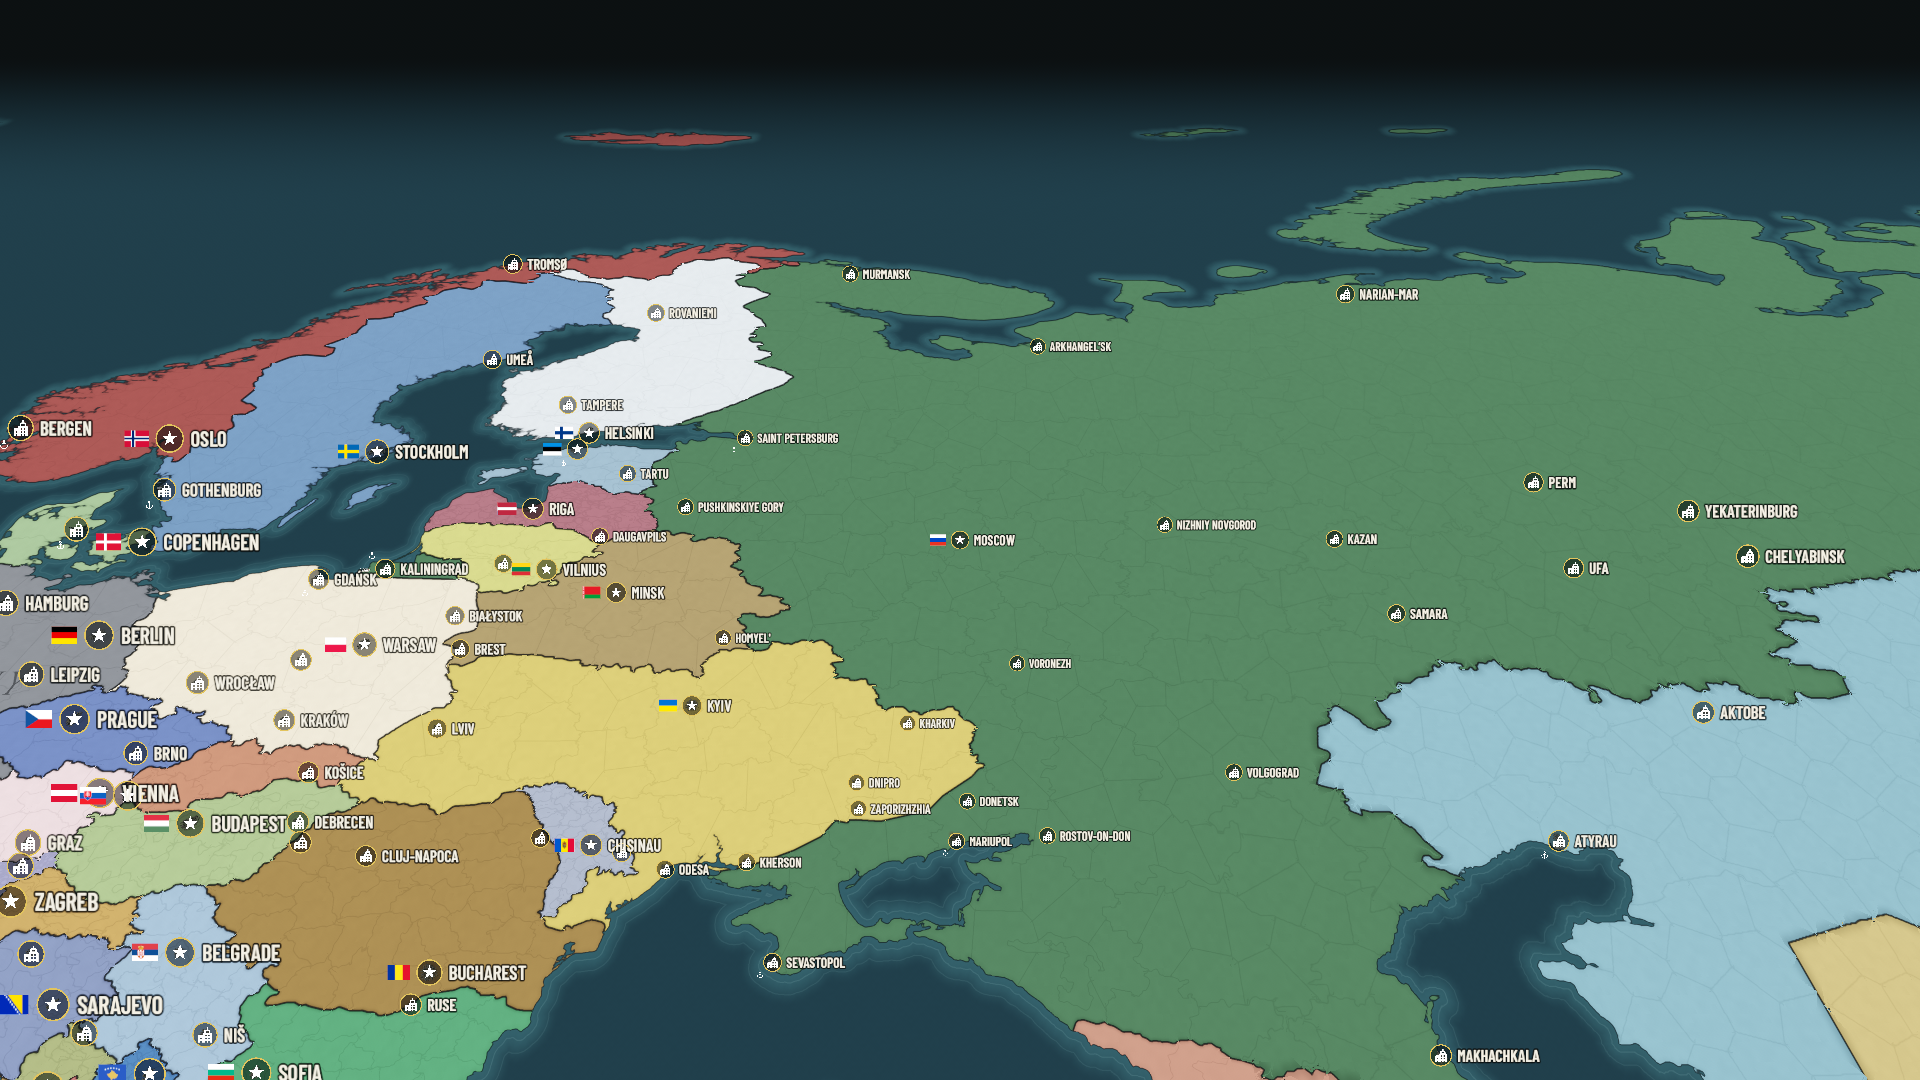 TROMSØ
MURMANSK
NARIAN-MAR
ROVANIEMI
ARKHANGEL'SK
UMEÅ
TAMPERE
BERGEN
OSLO
STOCKHOLM
HELSINKI
SAINT PETERSBURG
TARTU
PERM
GOTHENBURG
RIGA
PUSHKINSKIYE GORY
YEKATERINBURG
NIZHNIY NOVGOROD
DAUGAVPILS
COPENHAGEN
MOSCOW
KAZAN
CHELYABINSK
KALININGRAD
VILNIUS
UFA
GDAŃSK
MINSK
HAMBURG
BIAŁYSTOK
SAMARA
BERLIN
WARSAW
HOMYEL'
BREST
VORONEZH
LEIPZIG
WROCŁAW
KYIV
AKTOBE
PRAGUE
KRAKÓW
KHARKIV
LVIV
BRNO
KOŠICE
VOLGOGRAD
DNIPRO
VIENNA
DONETSK
ZAPORIZHZHIA
BUDAPEST
DEBRECEN
ROSTOV-ON-DON
GRAZ
CHISINAU
MARIUPOL
ATYRAU
CLUJ-NAPOCA
KHERSON
ODESA
ZAGREB
BELGRADE
SEVASTOPOL
BUCHAREST
SARAJEVO
RUSE
NIŠ
MAKHACHKALA
SOFIA